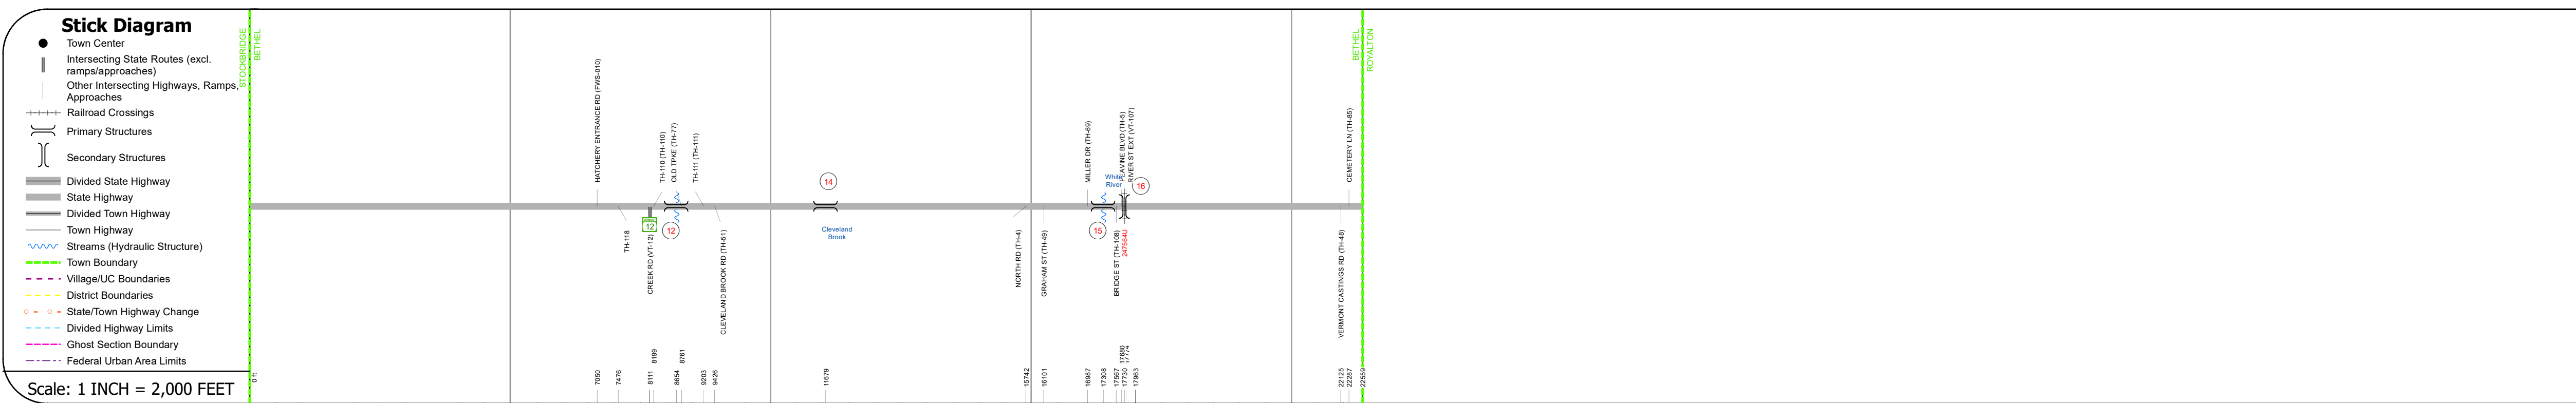 Stick Diagram
Town Center
Intersecting State Routes (excl.
ramps/approaches)
Other Intersecting Highways, Ramps,
Approaches
Railroad Crossings
Primary Structures
Secondary Structures
Divided State Highway
State Highway
Divided Town Highway
Town Highway
Streams (Hydraulic Structure)
Town Boundary
Village/UC Boundaries
District Boundaries
State/Town Highway Change
Divided Highway Limits
Ghost Section Boundary
Federal Urban Area Limits
Scale: 1 INCH = 2,000 FEET
STOCKBRIDGE
BETHEL
HATCHERY ENTRANCE RD (FWS-010)
TH-118
TH-110 (TH-110)
OLD TPKE (TH-77)
TH-111 (TH-111)
12
CREEK RD (VT-12)
12
CLEVELAND BROOK RD (TH-51)
14
Cleveland
Brook
NORTH RD (TH-4)
GRAHAM ST (TH-49)
MILLER DR (TH-69)
White
River
PEAVINE BLVD (TH-5)
RIVER ST EXT (VT-107)
16
15
BRIDGE ST (TH-108)
247564U
VERMONT CASTINGS RD (TH-48)
CEMETERY LN (TH-85)
BETHEL
ROYALTON
0 ft
7050
7476
8111
8199
8654
8761
9203
9426
11679
15742
16101
16987
17308
17567
17680
17730
17774
17963
22125
22287
22559